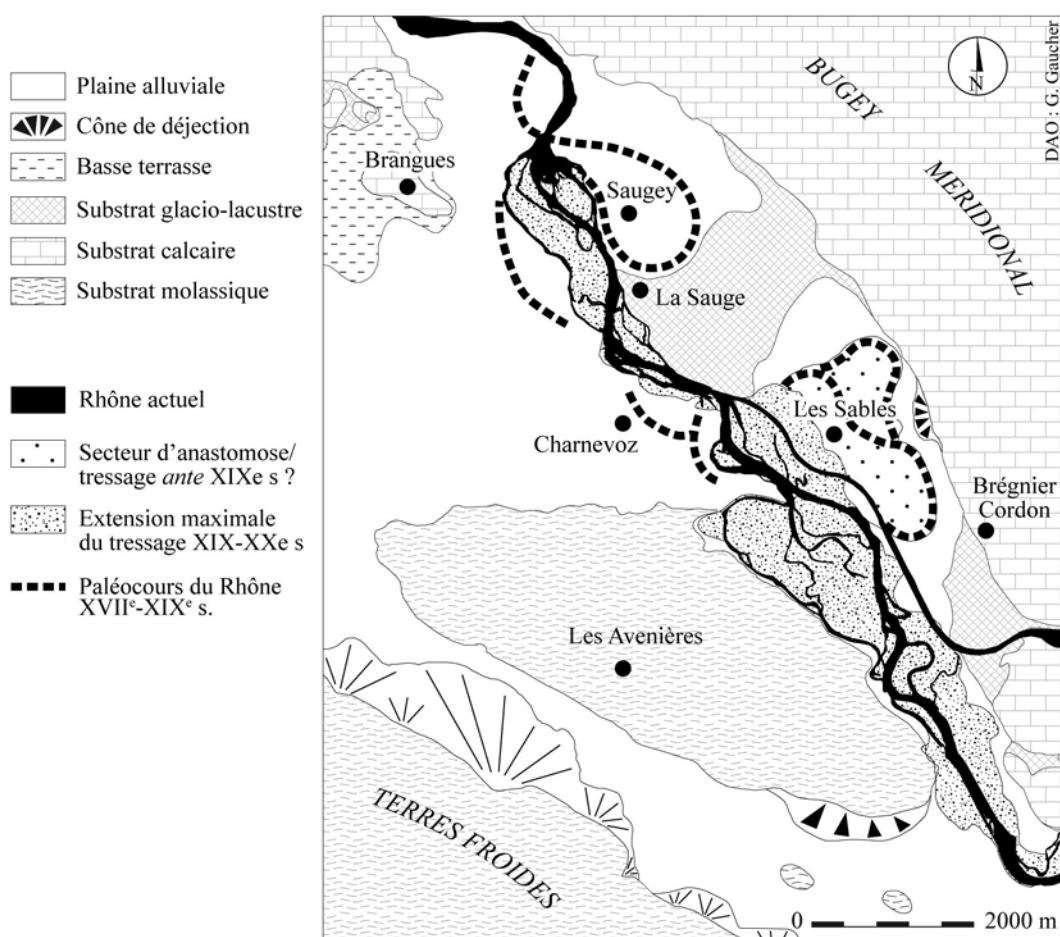 Plaine alluviale
Cône de déjection
Basse terrasse
Substrat glacio-lacustre
Substrat calcaire
Substrat molassique
Rhône actuel
Secteur d'anastomose/
tressage ante XIXe s ?
Extension maximale
du tressage XIX-XXe s
Paléocours du Rhône
XVIIe-XIXe s.
BUGEY
MERIDIONAL
N
DAO : G. Gaucher
Brangues
Saugey
La Sauge
Les Sables
Charnevoz
Brégnier
Cordon
Les Avenières
TERRES FROIDES
0 2000 m